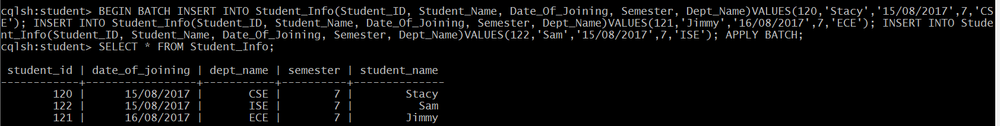 cqlsh:student> BEGIN BATCH INSERT INTO Student_Info(Student_ID, Student_Name, Date_Of_Joining, Semester, Dept_Name)VALUES(120,'Stacy','15/08/2017',7,'CS
E'); INSERT INTO Student_Info(Student_ID, Student_Name, Date_Of_Joining, Semester, Dept_Name)VALUES(121,'Jimmy','16/08/2017',7,'ECE'); INSERT INTO Stude
nt_Info(Student_ID, Student_Name, Date_Of_Joining, Semester, Dept_Name)VALUES(122,'Sam','15/08/2017',7,'ISE'); APPLY BATCH;
cqlsh:student> SELECT * FROM Student_Info;
 student_id | date_of_joining | dept_name | semester | student_name
------------+-----------------+-----------+----------+--------------
        120 |      15/08/2017 |       CSE |        7 |        Stacy
        122 |      15/08/2017 |       ISE |        7 |          Sam
        121 |      16/08/2017 |       ECE |        7 |        Jimmy